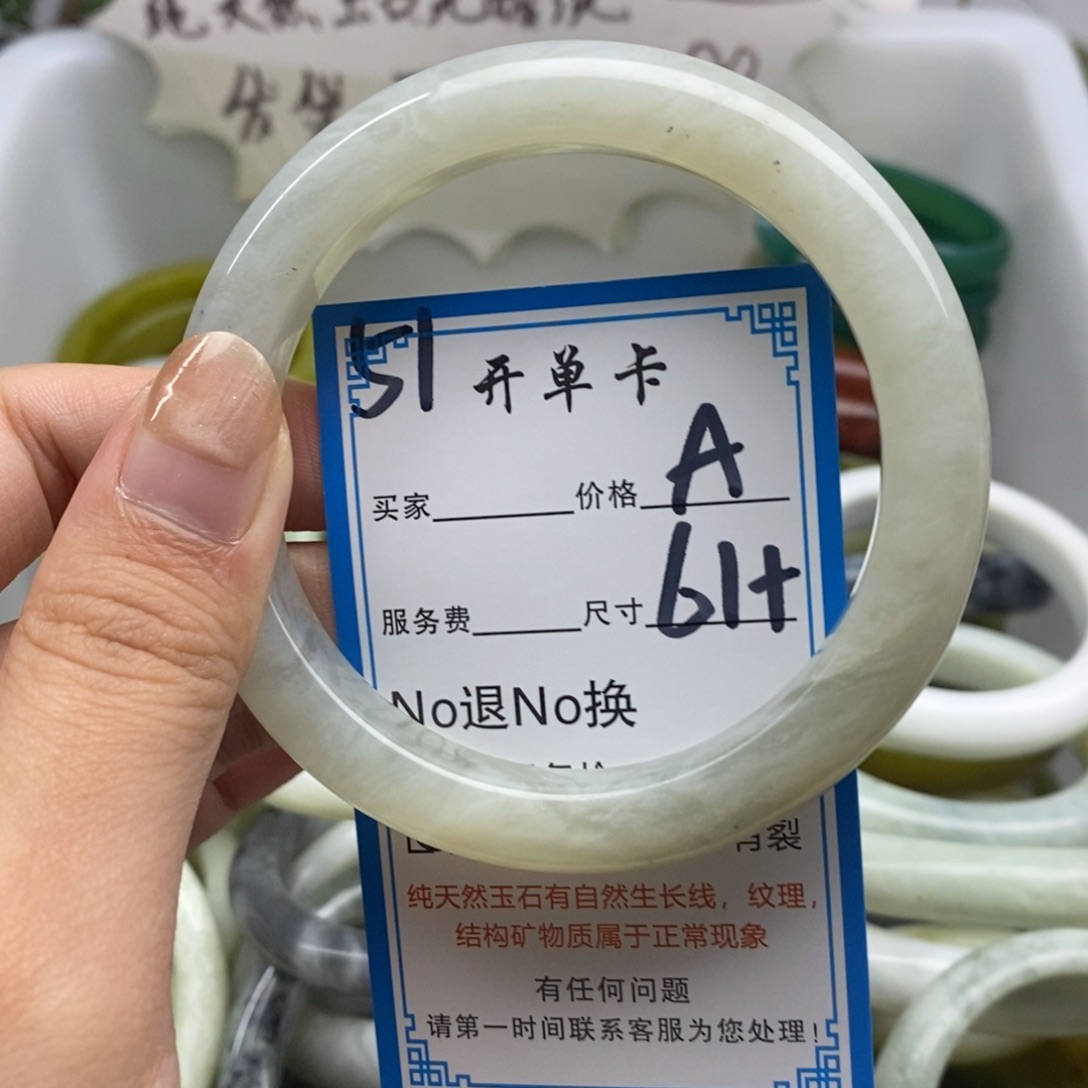 51
开单卡
买家 价格 A
服务费 尺寸 61+
No退No换
有裂
纯天然玉石有自然生长线，纹理，
结构矿物质属于正常现象
有任何问题
请第一时间联系客服为您处理！